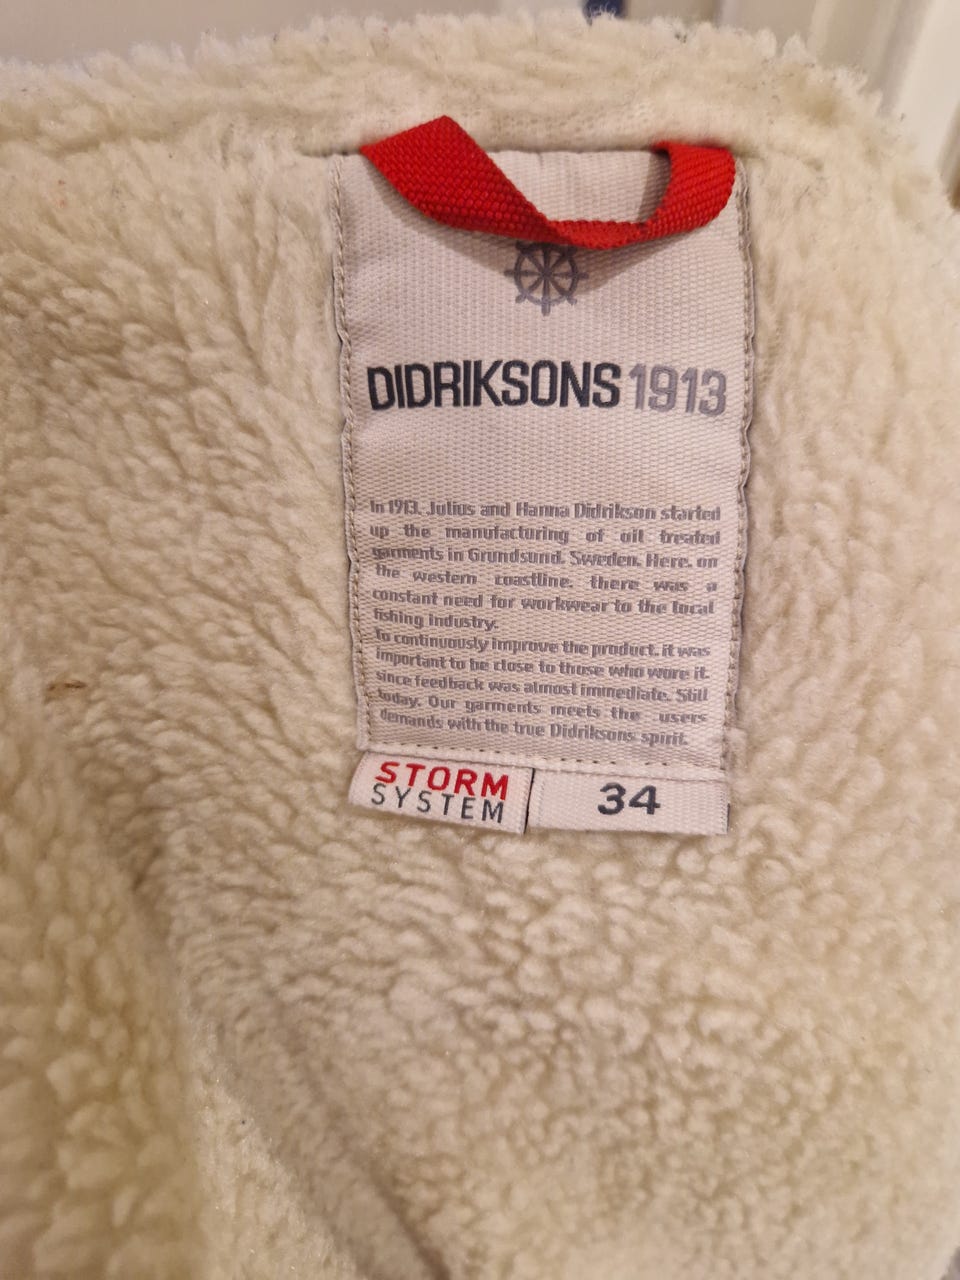 DIDRIKSONS 1913
In 1913, Julius and Hanna Didrikson started
up the manufacturing of oil treated
garments in Grundsund, Sweden. Here, on
the western coastline, there was a
constant need for workwear to the local
fishing industry.
To continuously improve the product, it was
important to be close to those who wore it,
since feedback was almost immediate. Still
today. Our garments meets the users
demands with the true Didriksons spirit.
STORM
SYSTEM
34